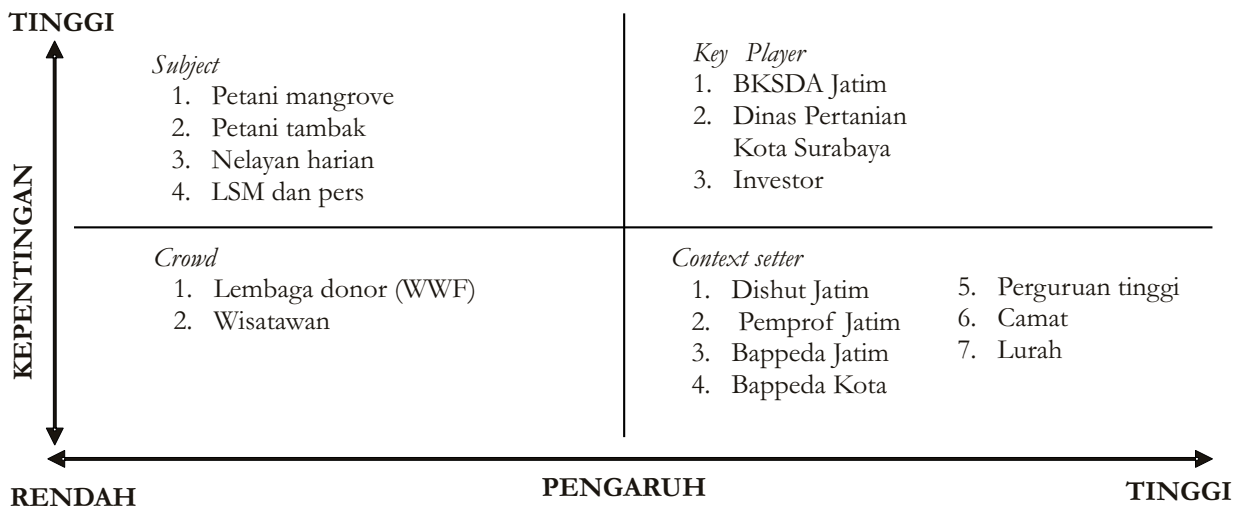 TINGGI
KEPENTINGAN
Subject
1. Petani mangrove
2. Petani tambak
3. Nelayan harian
4. LSM dan pers
Key Player
1. BKSDA Jatim
2. Dinas Pertanian
Kota Surabaya
3. Investor
Crowd
1. Lembaga donor (WWF)
2. Wisatawan
Context setter
1. Dishut Jatim
2. Pemprof Jatim
3. Bappeda Jatim
4. Bappeda Kota
5. Perguruan tinggi
6. Camat
7. Lurah
RENDAH
PENGARUH
TINGGI